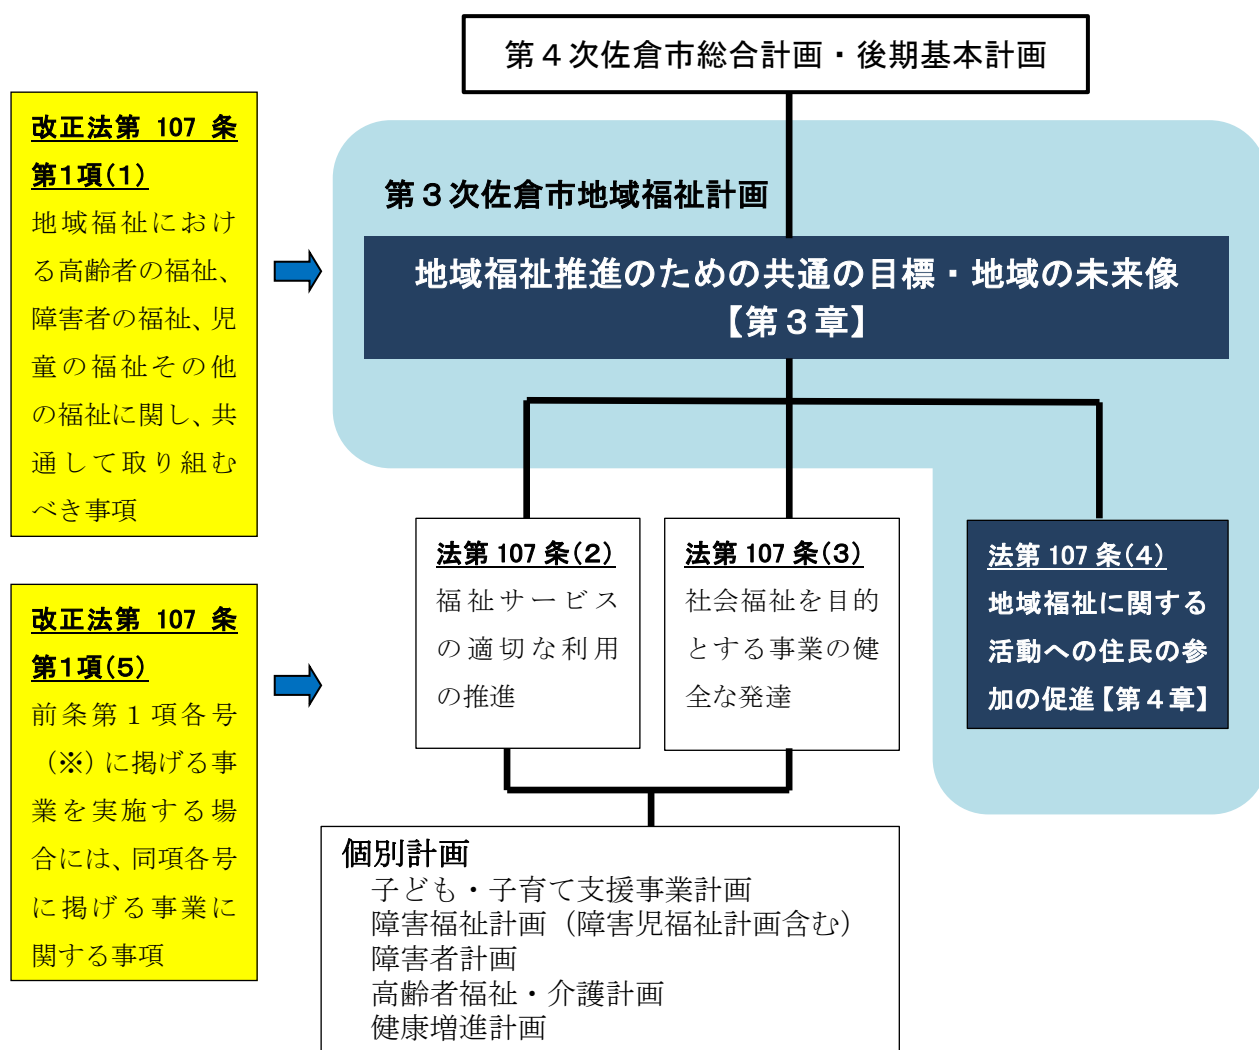 第４次佐倉市総合計画・後期基本計画
改正法第 107 条
第１項(1)
地域福祉におけ
る高齢者の福祉、
障害者の福祉、児
童の福祉その他
の福祉に関し、共
通して取り組む
べき事項
第３次佐倉市地域福祉計画
地域福祉推進のための共通の目標・地域の未来像
【第３章】
改正法第 107 条
第１項(5)
前条第１項各号
（※）に掲げる事
業を実施する場
合には、同項各号
に掲げる事業に
関する事項
法第 107 条(2)
福祉サービス
の適切な利用
の推進
法第 107 条(3)
社会福祉を目的
とする事業の健
全な発達
法第 107 条(4)
地域福祉に関する
活動への住民の参
加の促進【第４章】
個別計画
子ども・子育て支援事業計画
障害福祉計画（障害児福祉計画含む）
障害者計画
高齢者福祉・介護計画
健康増進計画